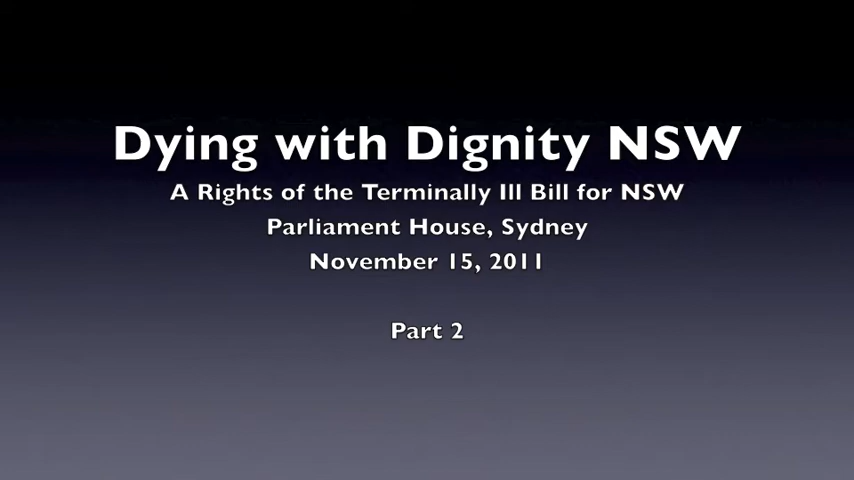 Dying with Dignity NSW
A Rights of the Terminally Ill Bill for NSW
Parliament House, Sydney
November 15, 2011
Part 2